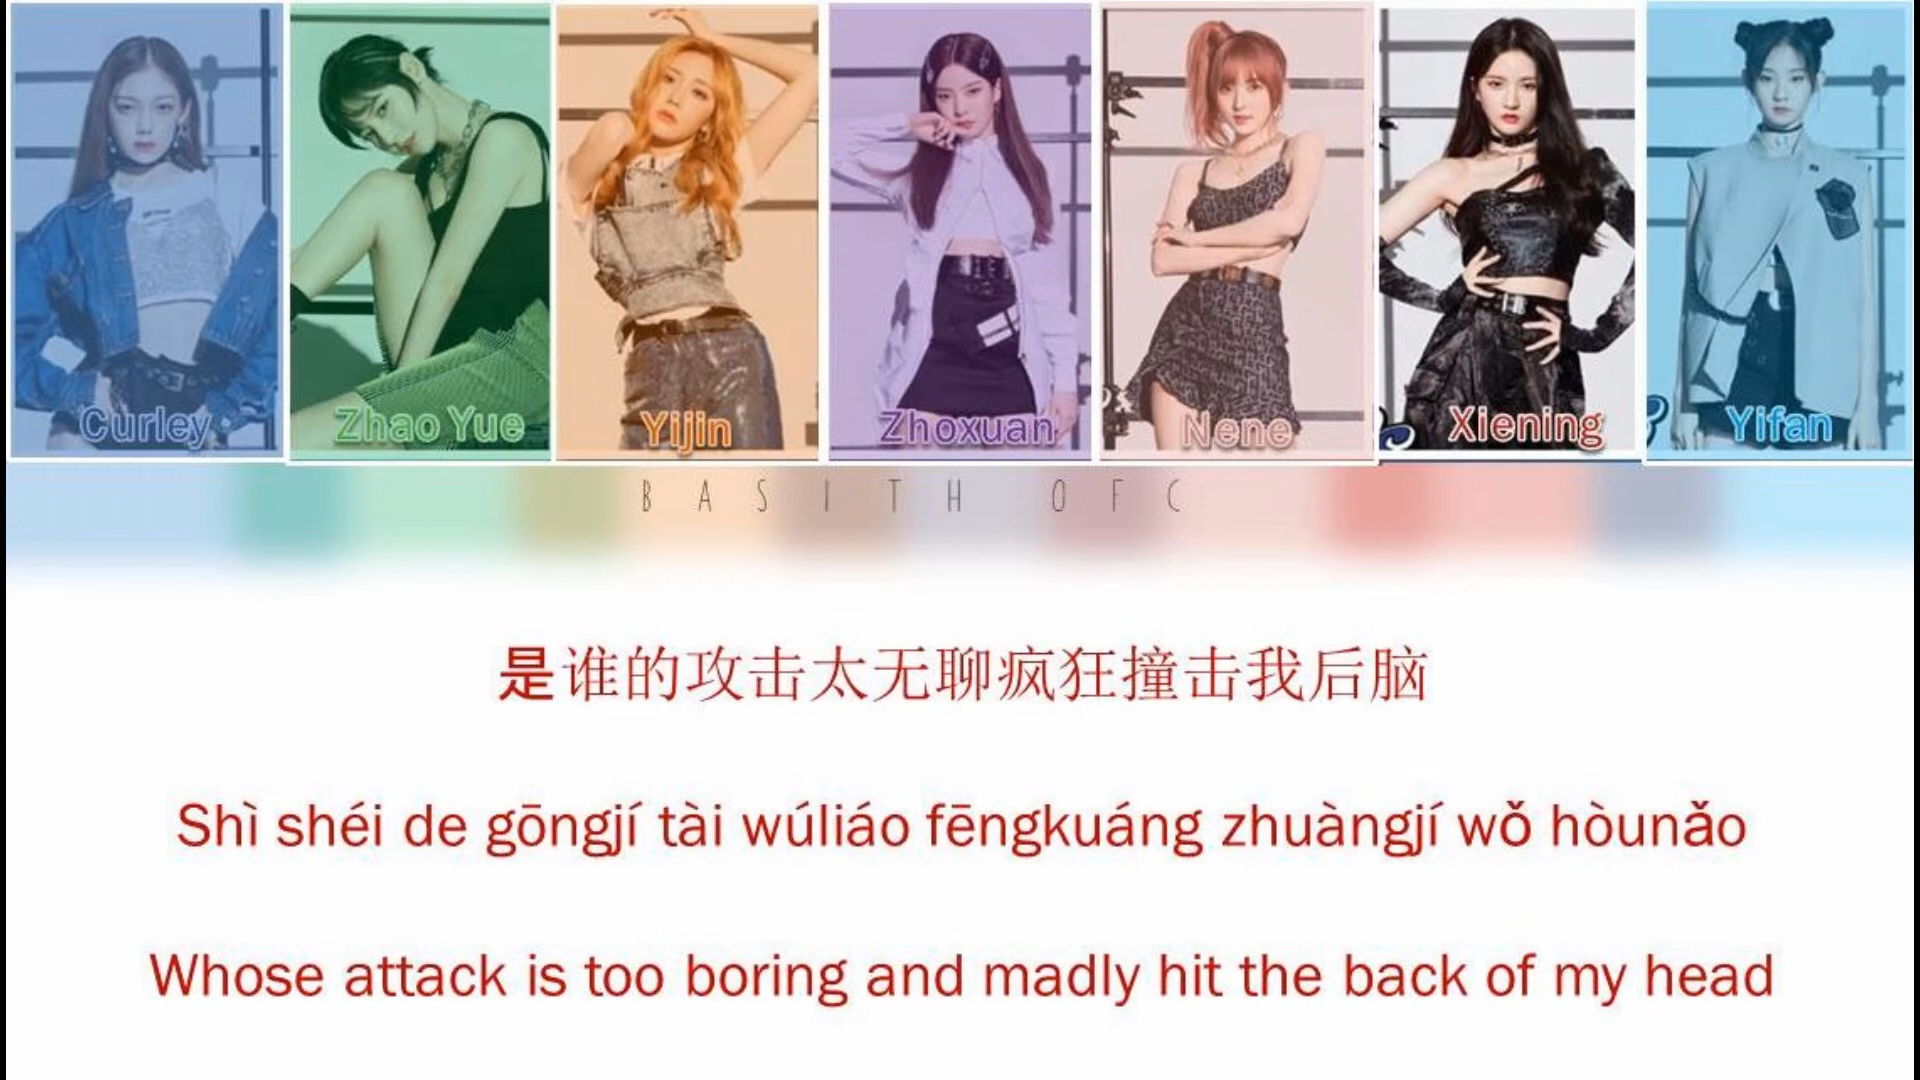 Curley
Zhao Yue
Yijin
Zhoxuan
Nene
Xiening
Yifan
BASITH OFC
是谁的攻击太无聊疯狂撞击我后脑
Shì shéi de gōngjí tài wúliáo fēngkuáng zhuàngjí wǒ hòunǎo
Whose attack is too boring and madly hit the back of my head